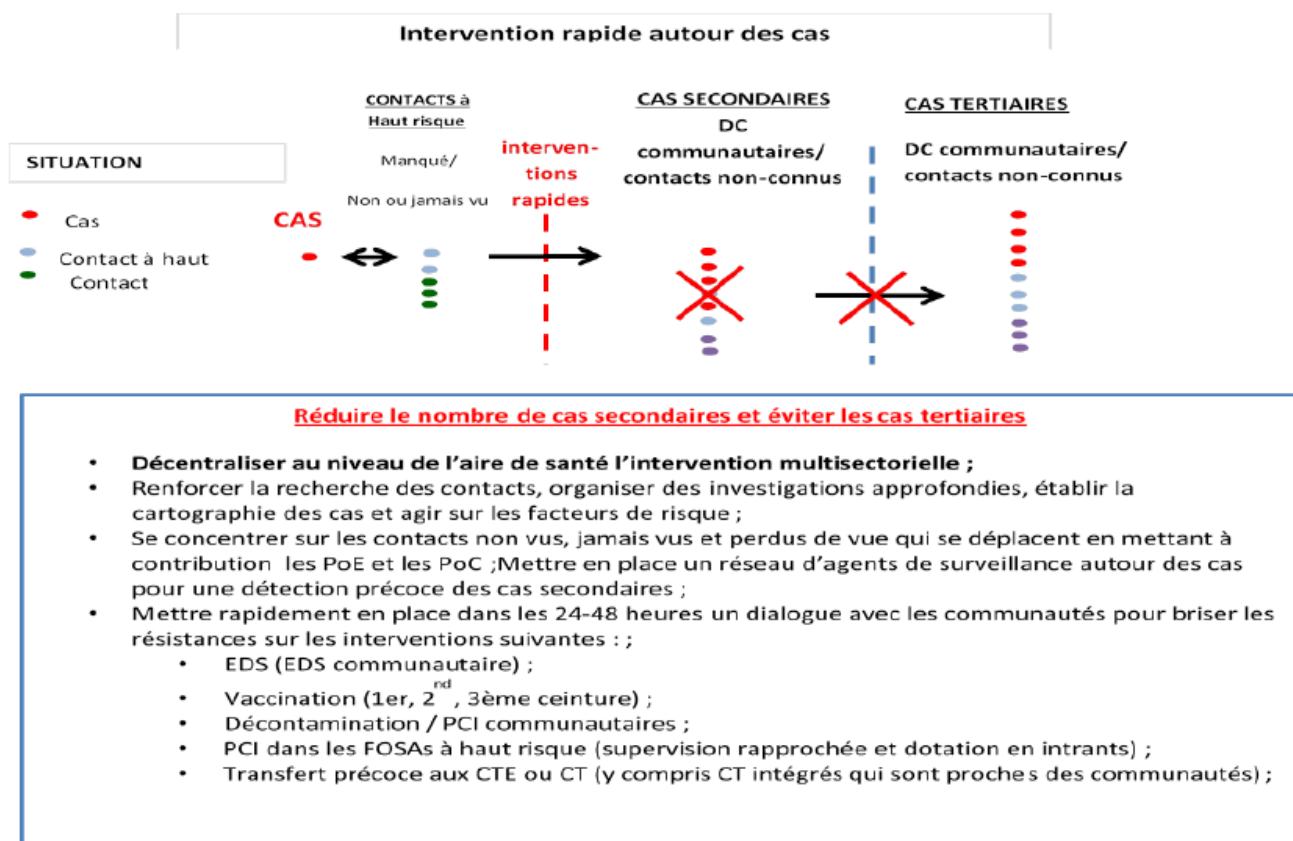 Intervention rapide autour des cas
SITUATION
Cas
Contact à haut
Contact
CAS
CONTACTS à
Haut risque
Manqué/
Non ou jamais vu
interven-
tions
rapides
CAS SECONDAIRES
DC
communautaires/
contacts non-connus
CAS TERTIAIRES
DC communautaires/
contacts non-connus
Réduire le nombre de cas secondaires et éviter les cas tertiaires
• Décentraliser au niveau de l'aire de santé l'intervention multisectorielle ;
• Renforcer la recherche des contacts, organiser des investigations approfondies, établir la
cartographie des cas et agir sur les facteurs de risque ;
• Se concentrer sur les contacts non vus, jamais vus et perdus de vue qui se déplacent en mettant à
contribution les PoE et les PoC ;Mettre en place un réseau d'agents de surveillance autour des cas
pour une détection précoce des cas secondaires ;
• Mettre rapidement en place dans les 24-48 heures un dialogue avec les communautés pour briser les
résistances sur les interventions suivantes : ;
• EDS (EDS communautaire) ;
• Vaccination (1er, 2nd, 3ème ceinture) ;
• Décontamination / PCI communautaires ;
• PCI dans les FOSAs à haut risque (supervision rapprochée et dotation en intrants) ;
• Transfert précoce aux CTE ou CT (y compris CT intégrés qui sont proches des communautés) ;